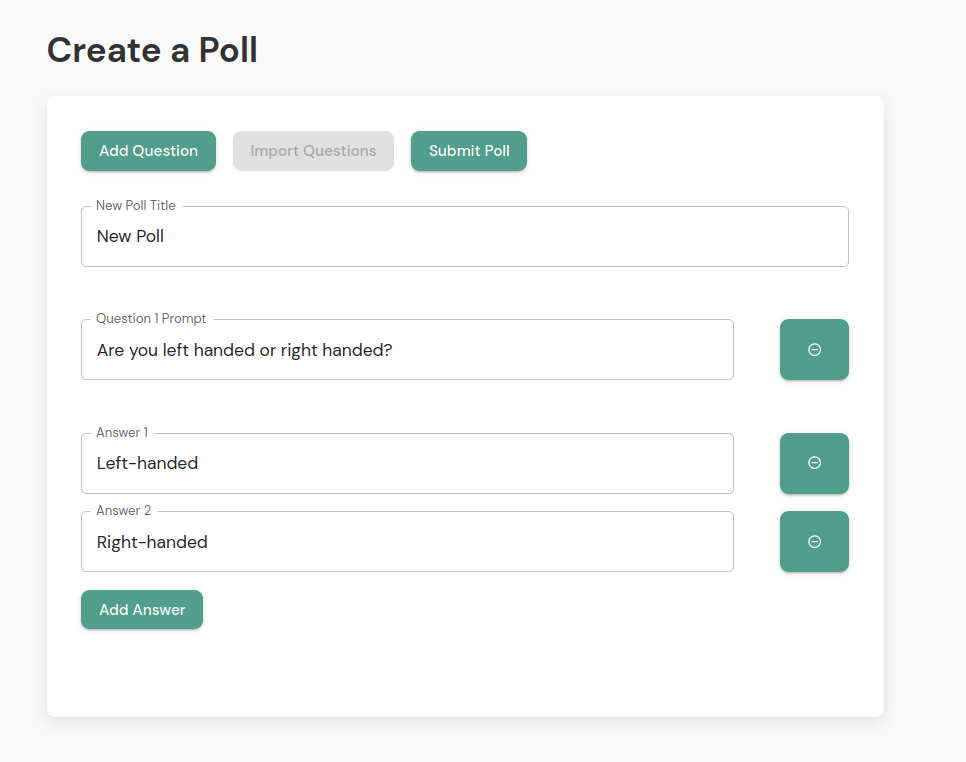 Create a Poll
Add Question Import Questions Submit Poll
New Poll Title
New Poll
Question 1 Prompt
Are you left handed or right handed?
Answer 1
Left-handed
Answer 2
Right-handed
Add Answer